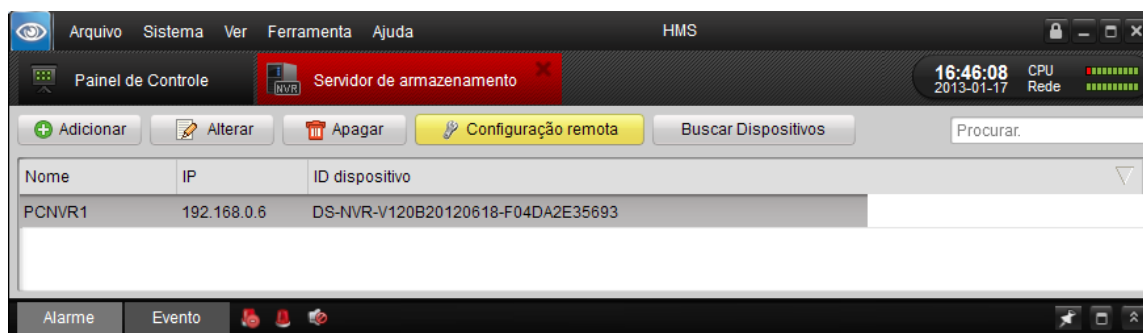 Arquivo Sistema Ver Ferramenta Ajuda HMS
Painel de Controle NVR Servidor de armazenamento 16:46:08 CPU
2013-01-17 Rede
Adicionar Alterar Apagar Configuração remota Buscar Dispositivos Procurar.
Nome IP ID dispositivo
PCNVR1 192.168.0.6 DS-NVR-V120B20120618-F04DA2E35693
Alarme Evento